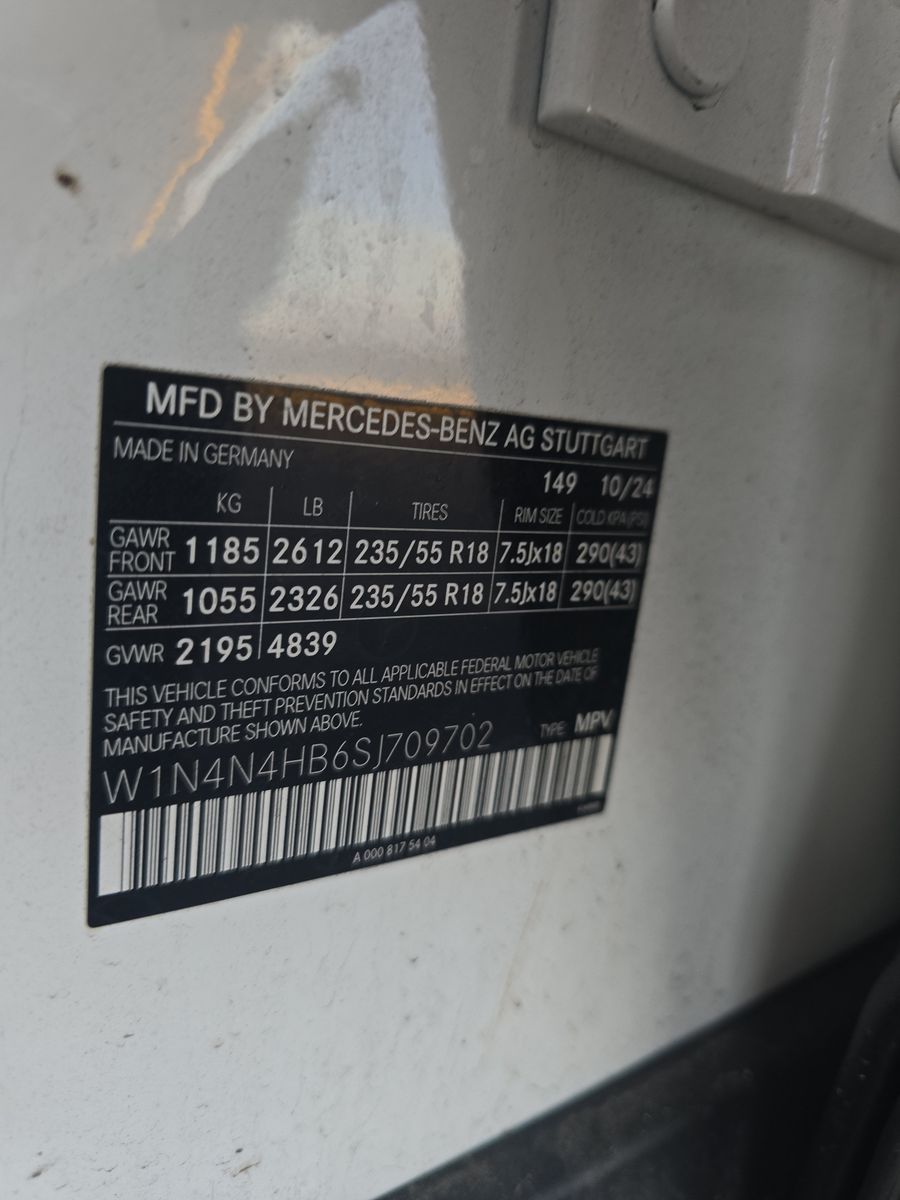 MFD BY MERCEDES-BENZ AG STUTTGART
MADE IN GERMANY
149 10/24
KG LB TIRES RIM SIZE COLD KPA(PSI)
GAWR FRONT 1185 2612 235/55 R18 7.5Jx18 290(43)
GAWR REAR 1055 2326 235/55 R18 7.5Jx18 290(43)
GVWR 2195 4839
THIS VEHICLE CONFORMS TO ALL APPLICABLE FEDERAL MOTOR VEHICLE
SAFETY AND THEFT PREVENTION STANDARDS IN EFFECT ON THE DATE OF
MANUFACTURE SHOWN ABOVE.
TYPE: MPV
W1N4N4HB6SJ709702
A 000 817 54 04